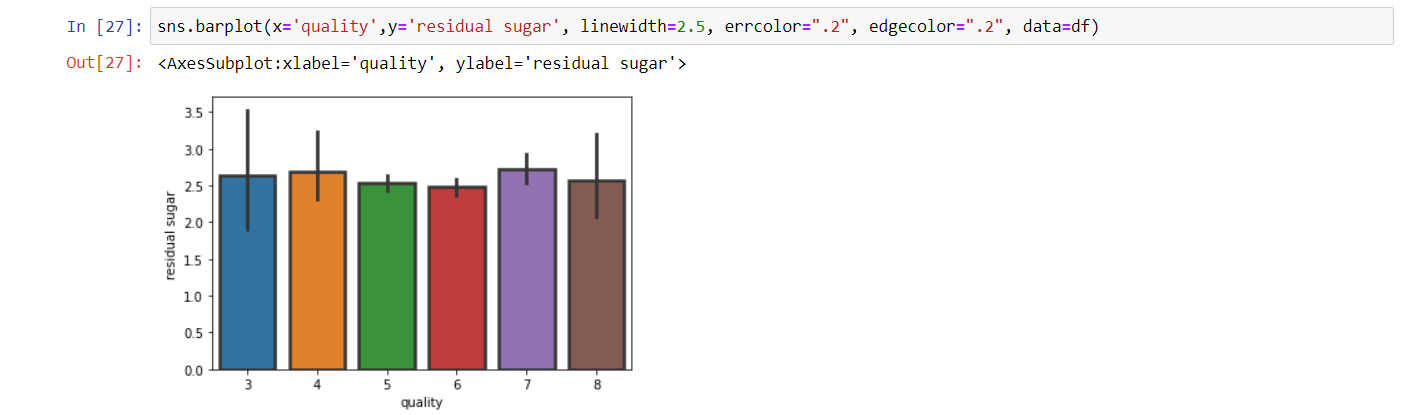 In [27]: sns.barplot(x='quality',y='residual sugar', linewidth=2.5, errcolor=".2", edgecolor=".2", data=df)
Out[27]: <AxesSubplot:xlabel='quality', ylabel='residual sugar'>
3.5
3.0
2.5
2.0
1.5
1.0
0.5
0.0
residual sugar
3 4 5 6 7 8
quality